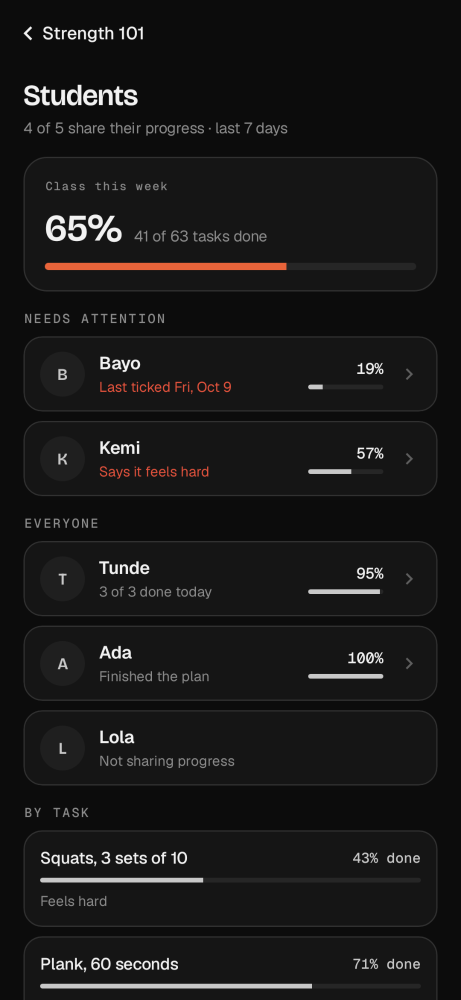 Strength 101
Students
4 of 5 share their progress · last 7 days
Class this week
65% 41 of 63 tasks done
NEEDS ATTENTION
B
Bayo
Last ticked Fri, Oct 9
19%
K
Kemi
Says it feels hard
57%
EVERYONE
T
Tunde
3 of 3 done today
95%
A
Ada
Finished the plan
100%
L
Lola
Not sharing progress
BY TASK
Squats, 3 sets of 10 43% done
Feels hard
Plank, 60 seconds 71% done